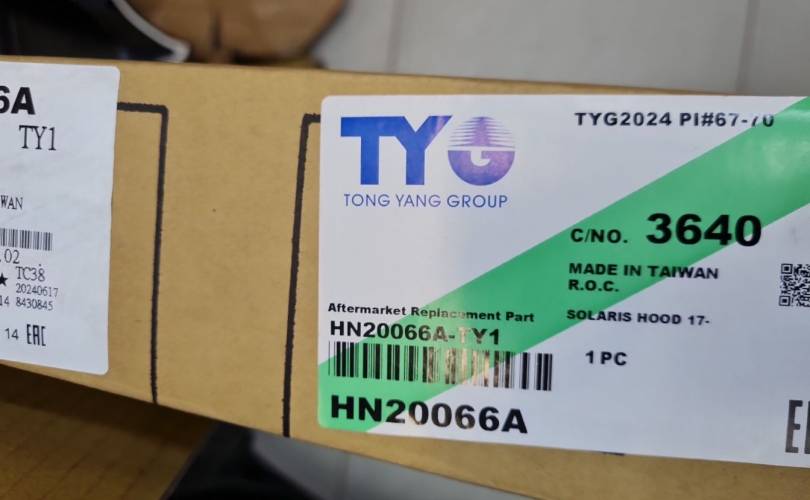 6A
TY1
WAN
.02
TC38
20240617
14 8430845
14 EAC
TYG
TONG YANG GROUP
TYG2024 PI#67-70
C/NO. 3640
MADE IN TAIWAN
R.O.C.
SOLARIS HOOD 17-
1 PC
Aftermarket Replacement Part
HN20066A-TY1
HN20066A